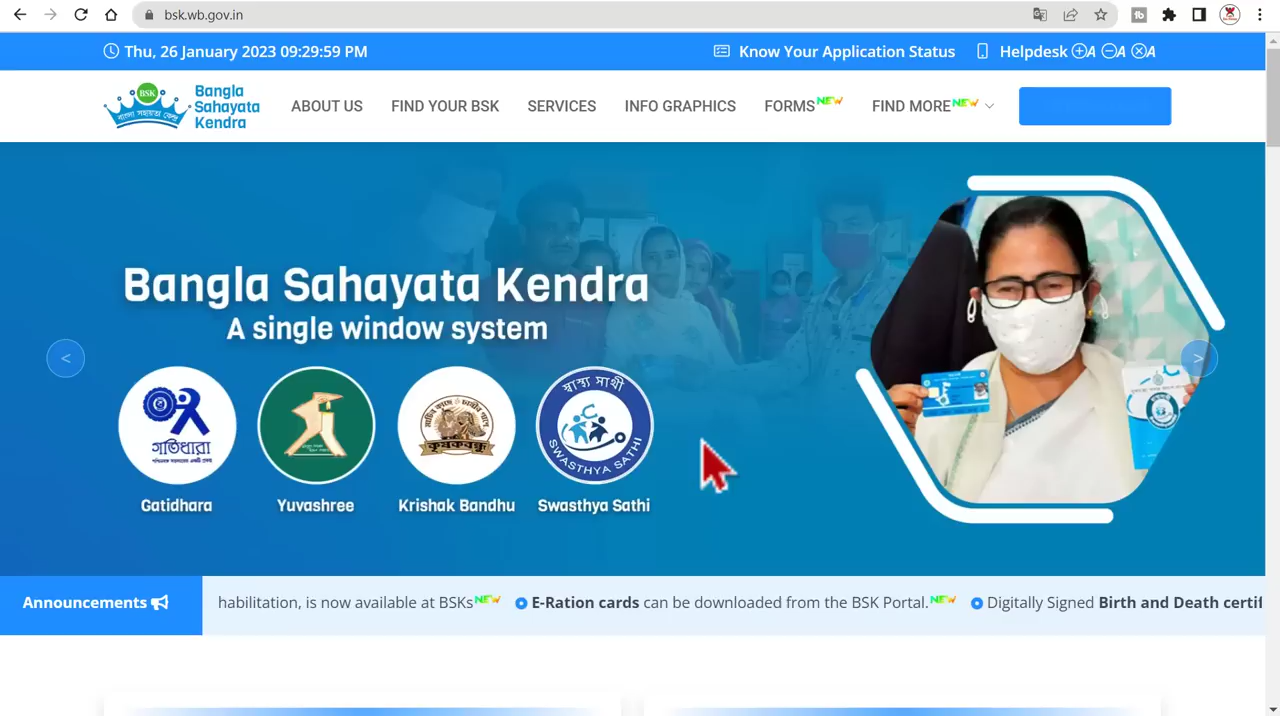 bsk.wb.gov.in
Thu, 26 January 2023 09:29:59 PM
Know Your Application Status
Helpdesk
A
A
A
BSK
বাংলা সহায়তা কেন্দ্র
Bangla
Sahayata
Kendra
ABOUT US
FIND YOUR BSK
SERVICES
INFO GRAPHICS
FORMS NEW
FIND MORE NEW
Bangla Sahayata Kendra
A single window system
গতিধারা
স্বাস্থ্য সাথী
SWASTHYA SATHI
Gatidhara
Yuvashree
Krishak Bandhu
Swasthya Sathi
<
>
Announcements
habilitation, is now available at BSKs NEW
E-Ration cards can be downloaded from the BSK Portal. NEW
Digitally Signed Birth and Death certif